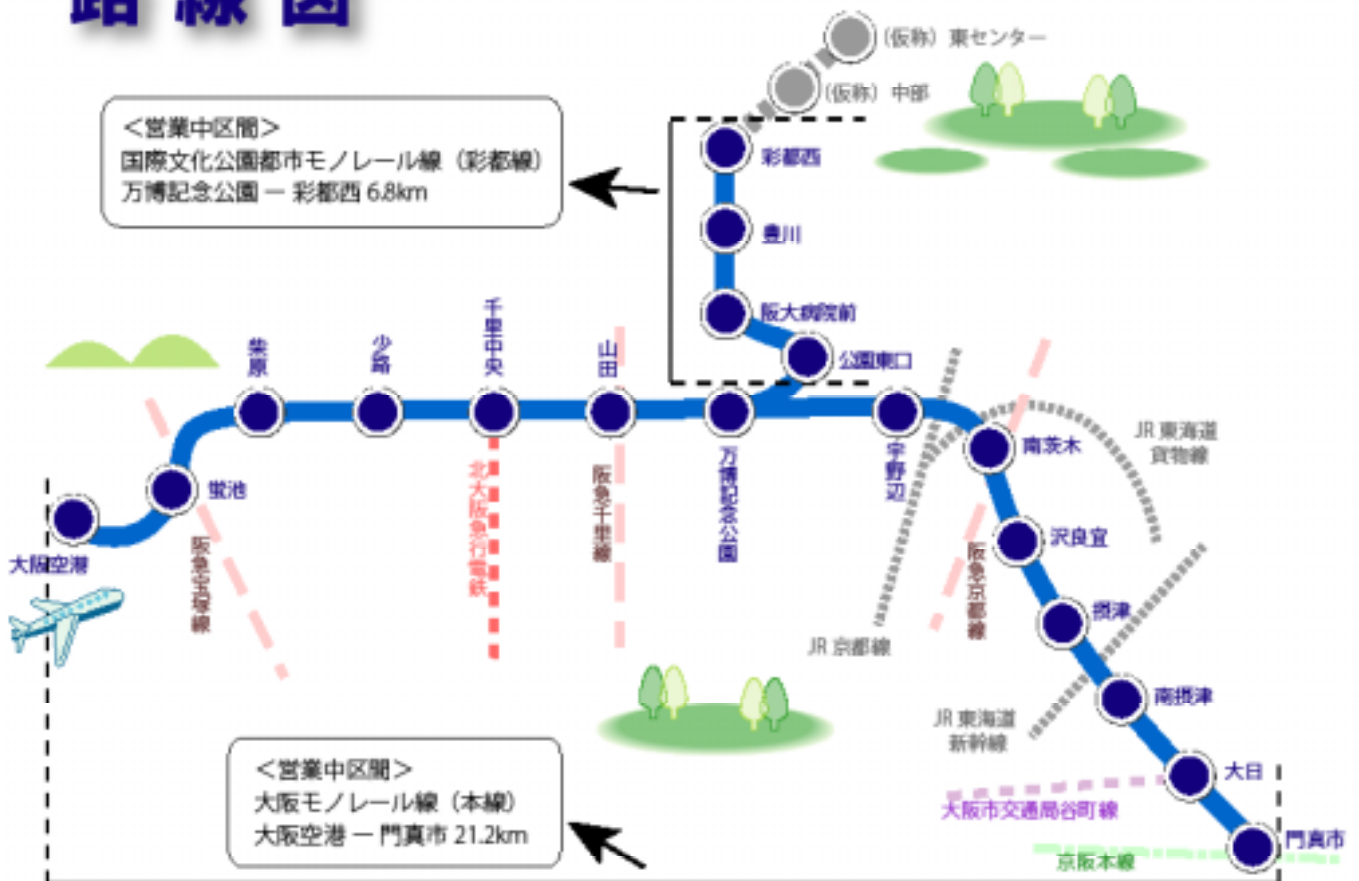 路線図
(仮称)東センター
(仮称)中部
<営業中区間>
国際文化公園都市モノレール線(彩都線)
万博記念公園 ー 彩都西 6.8km
彩都西
豊川
阪大病院前
公園東口
柴原
少路
千里中央
山田
万博記念公園
宇野辺
南茨木
JR 東海道
貨物線
蛍池
大阪空港
阪急宝塚線
北大阪急行電鉄
阪急千里線
沢良宜
阪急京都線
摂津
JR 京都線
南摂津
JR 東海道
新幹線
<営業中区間>
大阪モノレール線(本線)
大阪空港 ー 門真市 21.2km
大日
大阪市交通局谷町線
門真市
京阪本線